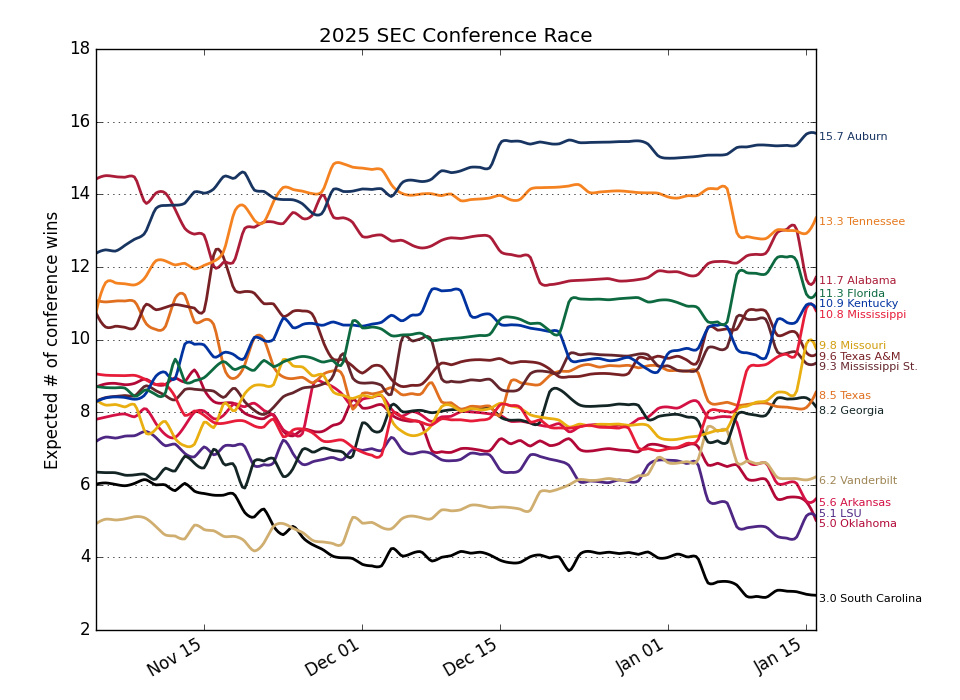 2025 SEC Conference Race
Expected # of conference wins
18
16
14
12
10
8
6
4
2
15.7 Auburn
13.3 Tennessee
11.7 Alabama
11.3 Florida
10.9 Kentucky
10.8 Mississippi
9.8 Missouri
9.6 Texas A&M
9.3 Mississippi St.
8.5 Texas
8.2 Georgia
6.2 Vanderbilt
5.6 Arkansas
5.1 LSU
5.0 Oklahoma
3.0 South Carolina
Nov 15
Dec 01
Dec 15
Jan 01
Jan 15